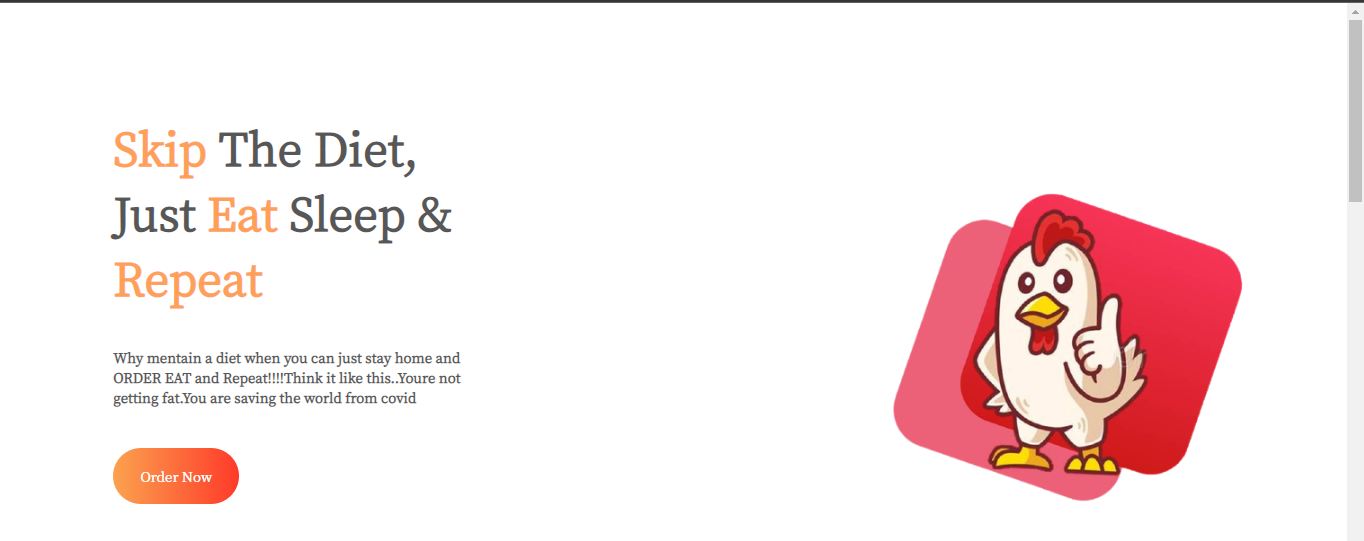 Skip The Diet,
Just Eat Sleep &
Repeat
Why mentain a diet when you can just stay home and
ORDER EAT and Repeat!!!!Think it like this..Youre not
getting fat.You are saving the world from covid
Order Now